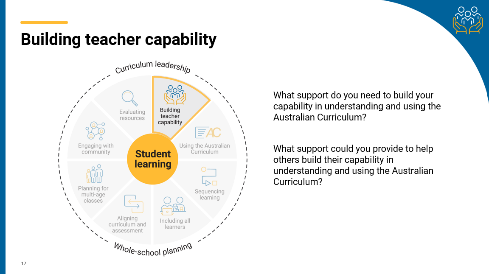 Building teacher capability
Curriculum leadership
Building
teacher
capability
Evaluating
resources
AC
Using the Australian
Curriculum
Engaging with
community
Student
learning
Planning for
multi-age
classes
Sequencing
learning
Aligning
curriculum and
assessment
Including all
learners
Whole-school planning
What support do you need to build your
capability in understanding and using the
Australian Curriculum?
What support could you provide to help
others build their capability in
understanding and using the Australian
Curriculum?